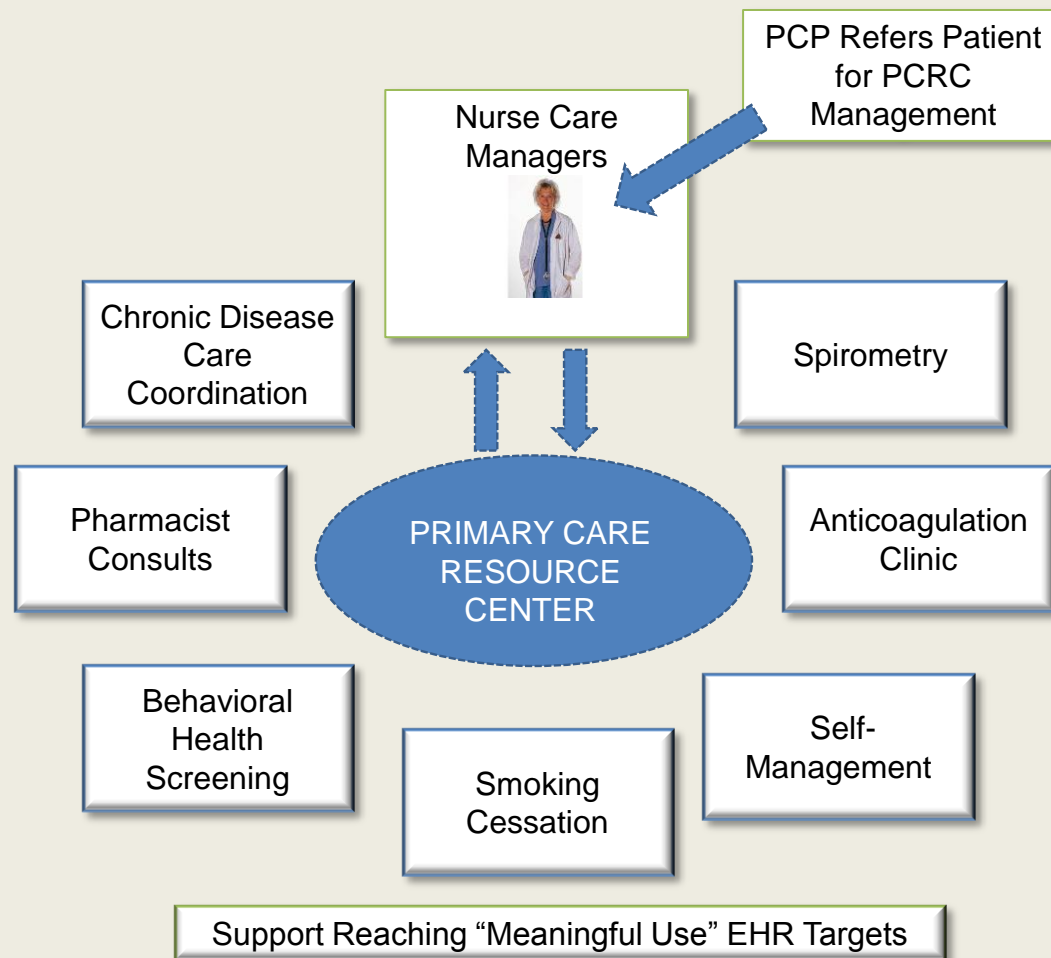 PCP Refers Patient
for PCRC
Management
Nurse Care
Managers
Chronic Disease
Care
Coordination
Spirometry
Pharmacist
Consults
PRIMARY CARE
RESOURCE
CENTER
Anticoagulation
Clinic
Behavioral
Health
Screening
Smoking
Cessation
Self-
Management
Support Reaching “Meaningful Use” EHR Targets